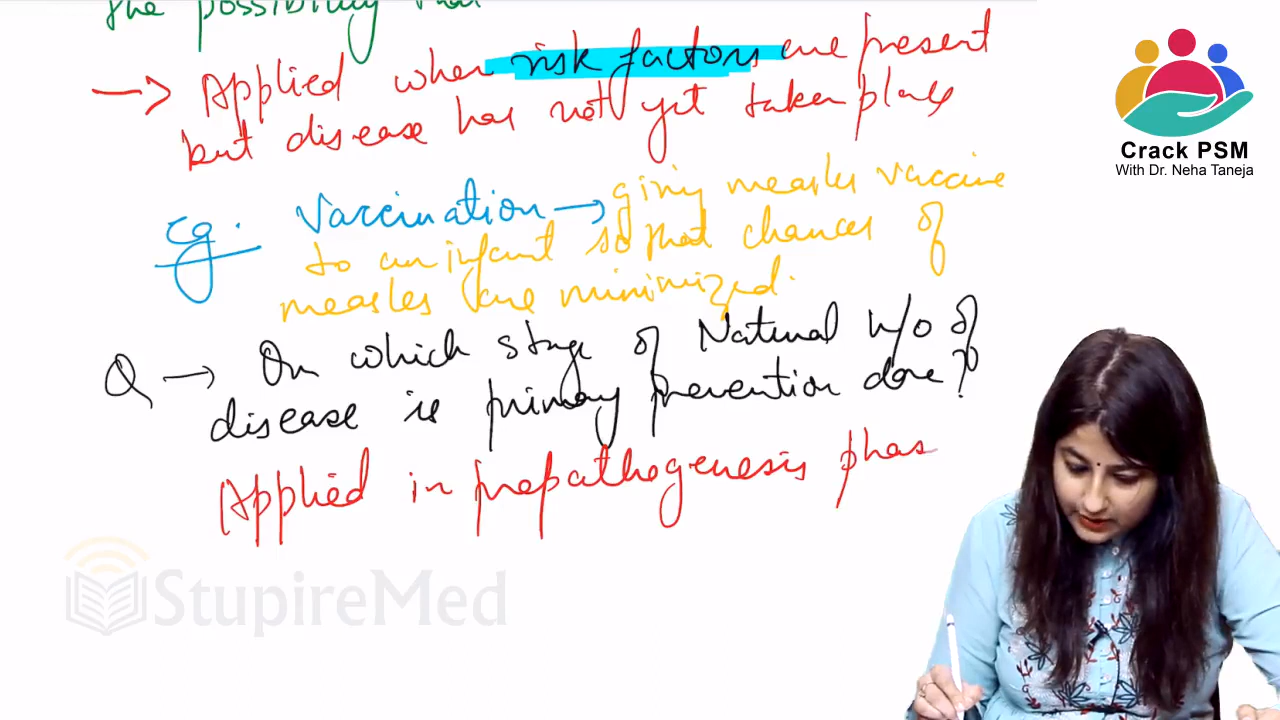 the possibility that
→ Applied when risk factors are present
but disease has not yet taken place
eg. Vaccination → giving measles vaccine
to an infant so that chances of
measles are minimized.
Q → On which stage of Natural h/o of
disease is primary prevention done?
Applied in prepathogenesis phas
Crack PSM
With Dr. Neha Taneja
StupireMed